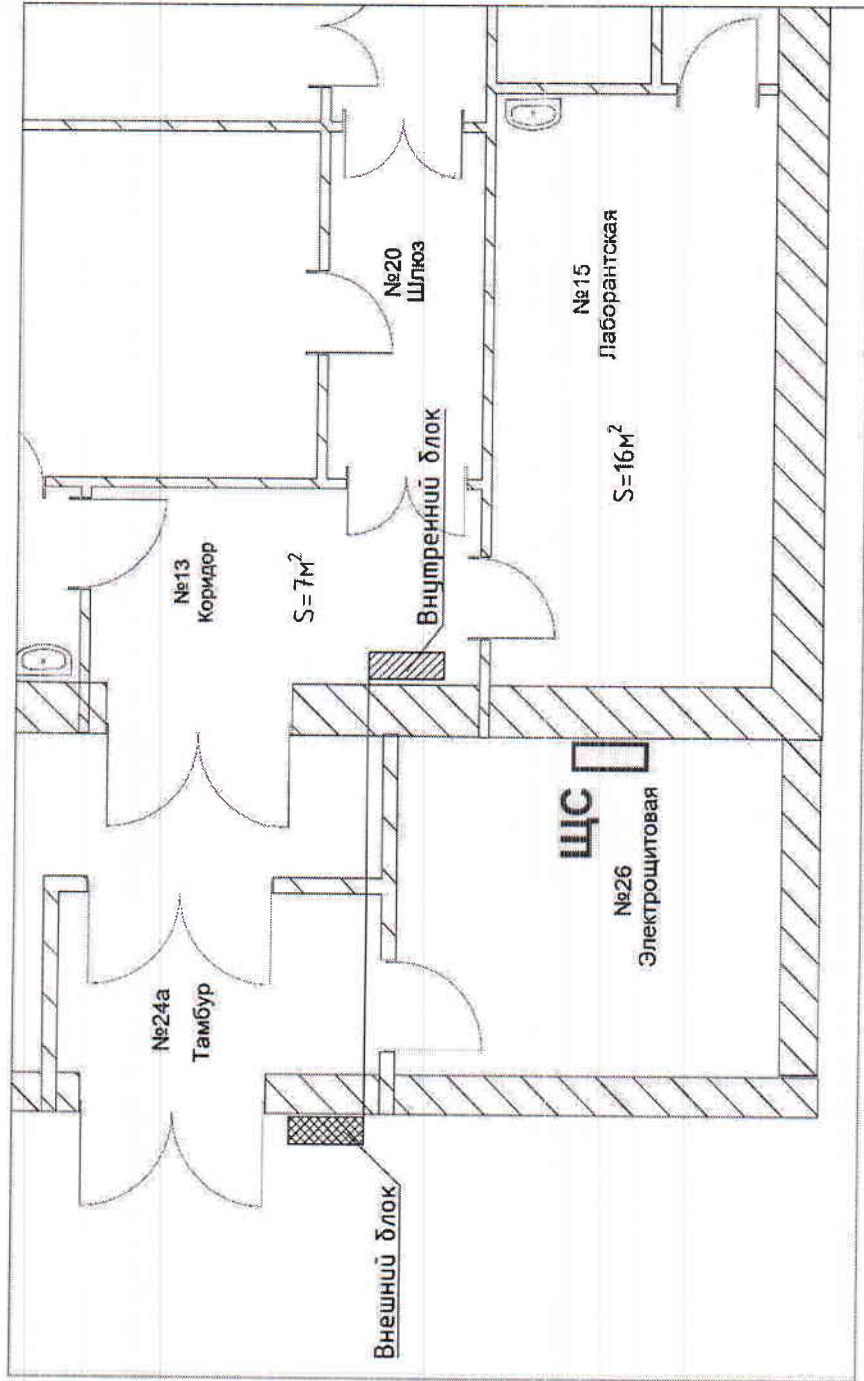 №20
Шлюз
№15
Лаборантская
S=16м²
№13
Коридор
S=7м²
Внутренний блок
ЩС
№26
Электрощитовая
№24а
Тамбур
Внешний блок